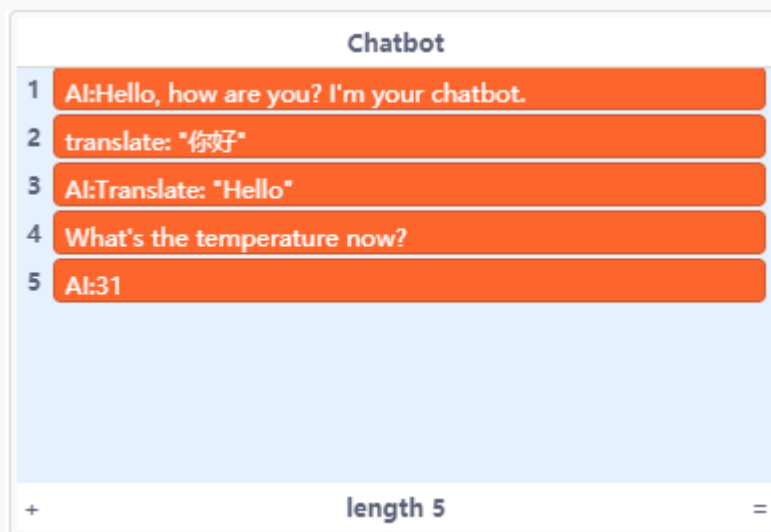 Chatbot
1 AI:Hello, how are you? I'm your chatbot.
2 translate: "你好"
3 AI:Translate: "Hello"
4 What's the temperature now?
5 AI:31
+ length 5 =